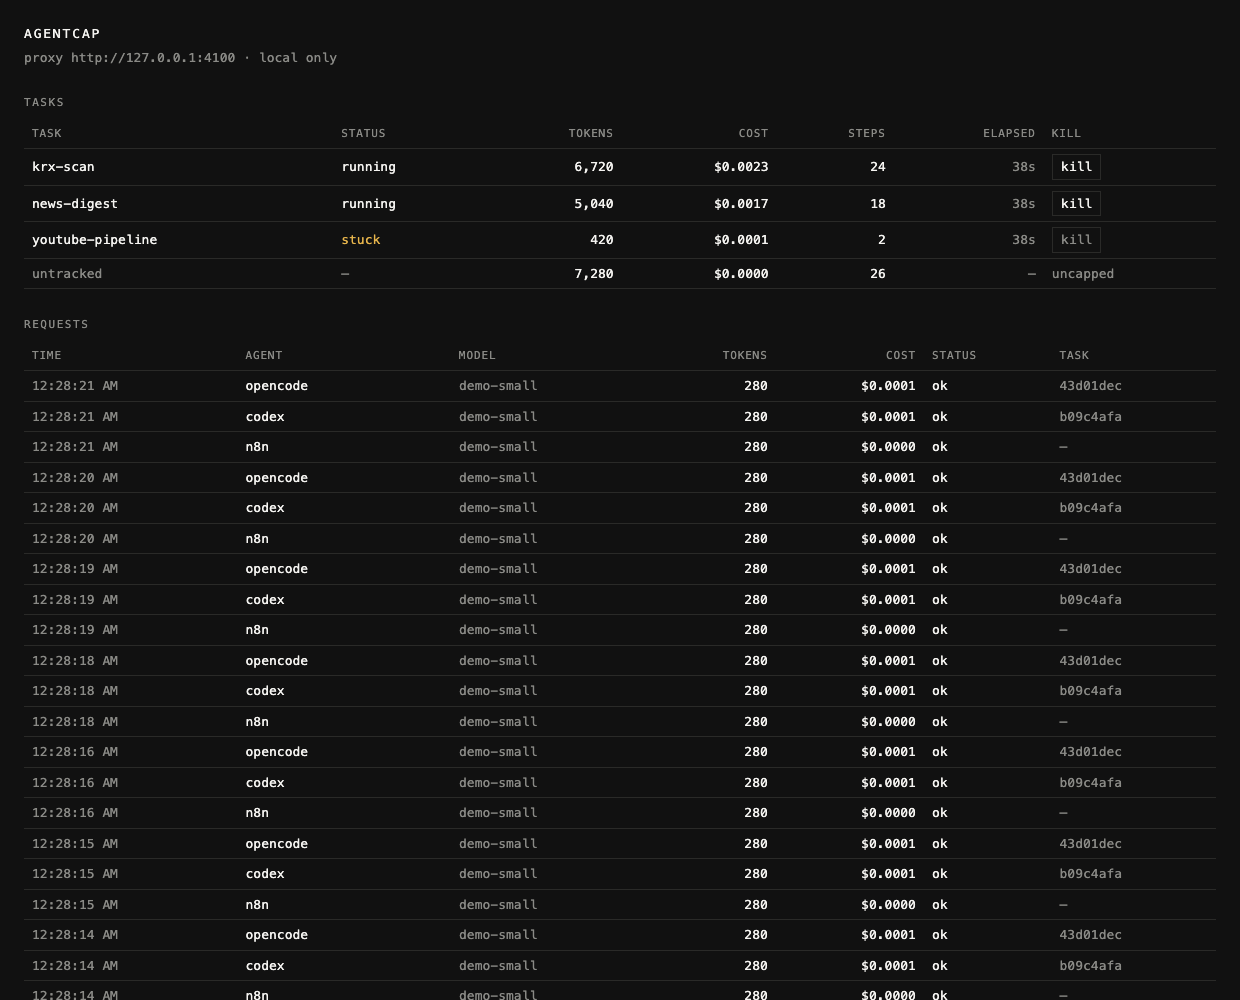 AGENTCAP
proxy http://127.0.0.1:4100 · local only
TASKS
TASK STATUS TOKENS COST STEPS ELAPSED KILL
krx-scan running 6,720 $0.0023 24 38s kill
news-digest running 5,040 $0.0017 18 38s kill
youtube-pipeline stuck 420 $0.0001 2 38s kill
untracked — 7,280 $0.0000 26 — uncapped
REQUESTS
TIME AGENT MODEL TOKENS COST STATUS TASK
12:28:21 AM opencode demo-small 280 $0.0001 ok 43d01dec
12:28:21 AM codex demo-small 280 $0.0001 ok b09c4afa
12:28:21 AM n8n demo-small 280 $0.0000 ok —
12:28:20 AM opencode demo-small 280 $0.0001 ok 43d01dec
12:28:20 AM codex demo-small 280 $0.0001 ok b09c4afa
12:28:20 AM n8n demo-small 280 $0.0000 ok —
12:28:19 AM opencode demo-small 280 $0.0001 ok 43d01dec
12:28:19 AM codex demo-small 280 $0.0001 ok b09c4afa
12:28:19 AM n8n demo-small 280 $0.0000 ok —
12:28:18 AM opencode demo-small 280 $0.0001 ok 43d01dec
12:28:18 AM codex demo-small 280 $0.0001 ok b09c4afa
12:28:18 AM n8n demo-small 280 $0.0000 ok —
12:28:16 AM opencode demo-small 280 $0.0001 ok 43d01dec
12:28:16 AM codex demo-small 280 $0.0001 ok b09c4afa
12:28:16 AM n8n demo-small 280 $0.0000 ok —
12:28:15 AM opencode demo-small 280 $0.0001 ok 43d01dec
12:28:15 AM codex demo-small 280 $0.0001 ok b09c4afa
12:28:15 AM n8n demo-small 280 $0.0000 ok —
12:28:14 AM opencode demo-small 280 $0.0001 ok 43d01dec
12:28:14 AM codex demo-small 280 $0.0001 ok b09c4afa
12:28:14 AM n8n demo-small 280 $0.0000 ok —